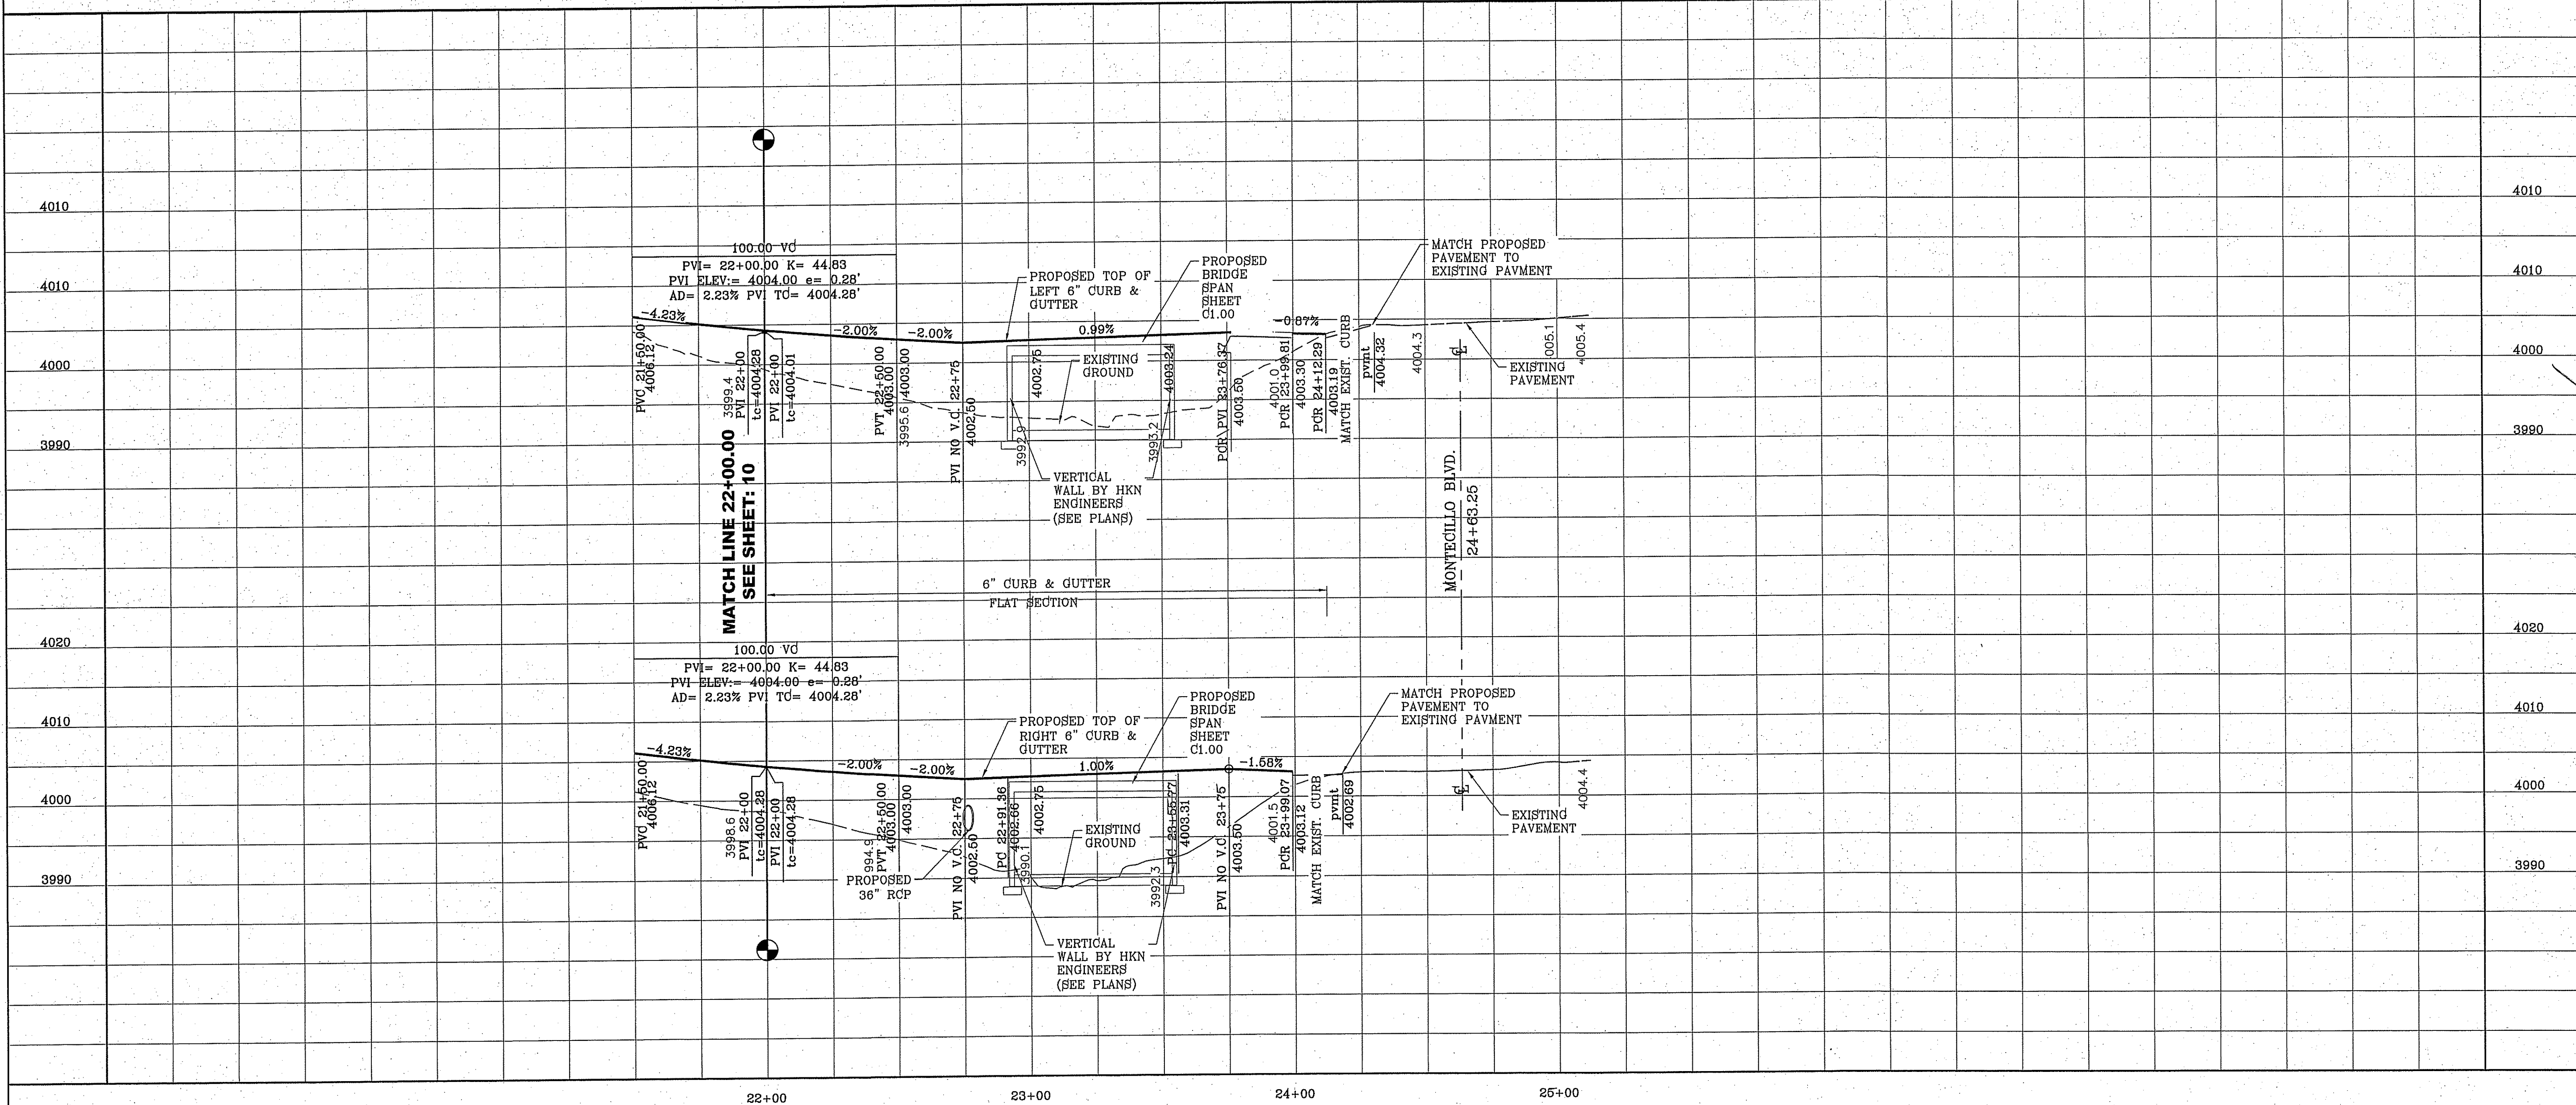 4010
4010
4010
4010
4000
4000
3990
3990
100.00 VC
PVI= 22+00.00 K= 44.83
PVI ELEV:= 4004.00 e= 0.28'
AD= 2.23% PVI TC= 4004.28'
-4.23%
-2.00%
-2.00%
0.99%
-0.87%
PROPOSED TOP OF
LEFT 6" CURB &
GUTTER
PROPOSED
BRIDGE
SPAN
SHEET
C1.00
MATCH PROPOSED
PAVEMENT TO
EXISTING PAVMENT
PVC 21+50.00
4006.12
3999.4
PVI 22+00
tc=4004.28
PVI 22+00
tc=4004.01
PVT 22+50.00
4003.00
3995.6
4003.00
PVI NO V.C. 22+75
4002.50
3992.9
4002.75
EXISTING
GROUND
3993.2
4003.24
PCR PVI 23+76.37
4003.50
4001.0
PCR 23+99.81
4003.30
PCR 24+12.29
4003.19
MATCH EXIST. CURB
pvmt
4004.32
4004.3
℄
EXISTING
PAVEMENT
005.1
4005.4
VERTICAL
WALL BY HKN
ENGINEERS
(SEE PLANS)
MATCH LINE 22+00.00
SEE SHEET: 10
MONTECILLO BLVD.
24+63.25
6" CURB & GUTTER
FLAT SECTION
4020
4020
4010
4010
4000
4000
3990
3990
100.00 VC
PVI= 22+00.00 K= 44.83
PVI ELEV:= 4004.00 e= 0.28'
AD= 2.23% PVI TC= 4004.28'
-4.23%
-2.00%
-2.00%
1.00%
-1.58%
PROPOSED TOP OF
RIGHT 6" CURB &
GUTTER
PROPOSED
BRIDGE
SPAN
SHEET
C1.00
MATCH PROPOSED
PAVEMENT TO
EXISTING PAVMENT
PVC 21+50.00
4006.12
3998.6
PVI 22+00
tc=4004.28
PVI 22+00
tc=4004.28
994.9
PVT 22+50.00
4003.00
4003.00
PROPOSED
36" RCP
PVI NO V.C. 22+75
4002.50
PC 22+91.36
4002.66
3990.1
4002.75
EXISTING
GROUND
3992.3
PC 23+55.77
4003.31
PVI NO V.C. 23+75
4003.50
4001.5
PCR 23+99.07
4003.12
MATCH EXIST. CURB
pvmt
4002.69
℄
EXISTING
PAVEMENT
4004.4
VERTICAL
WALL BY HKN
ENGINEERS
(SEE PLANS)
22+00
23+00
24+00
25+00